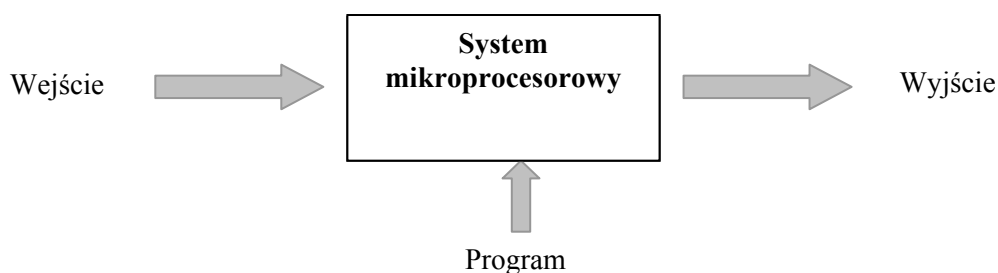 System
mikroprocesorowy
Wejście
Wyjście
Program